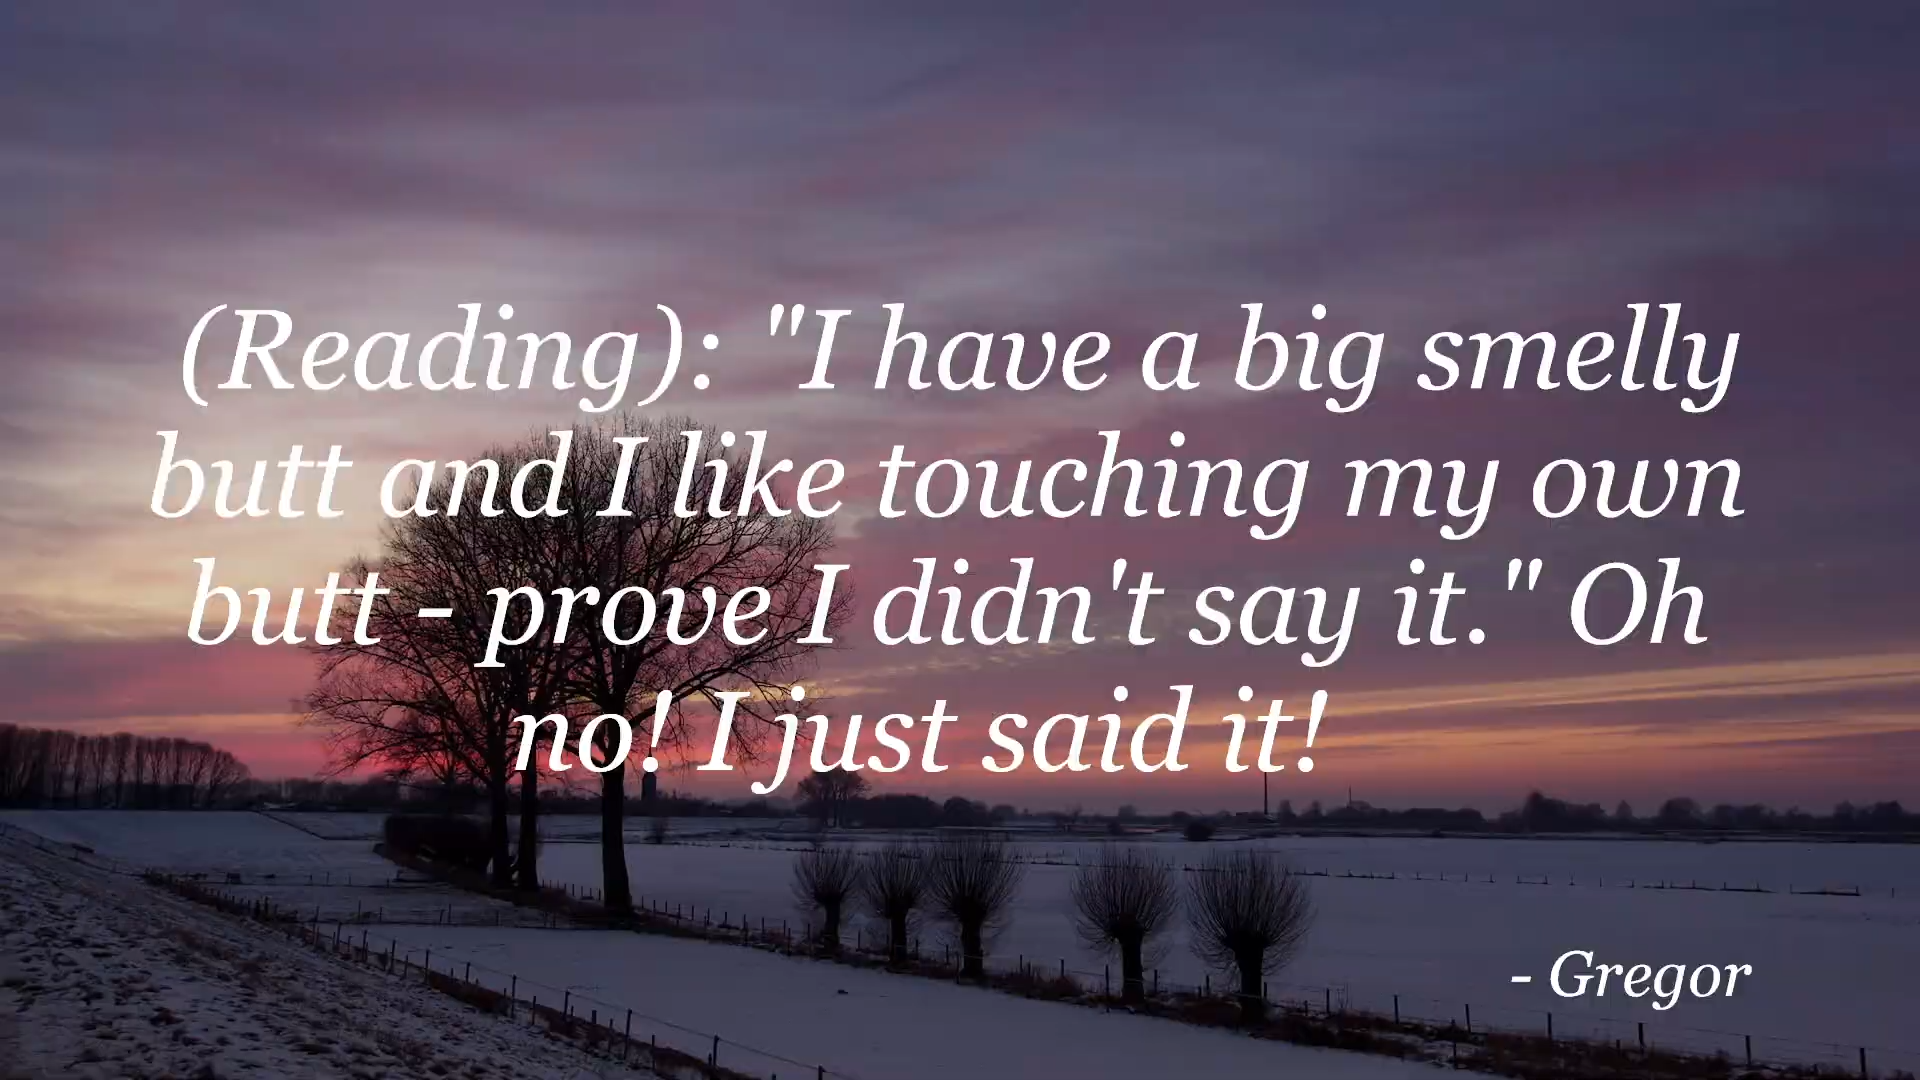 (Reading): "I have a big smelly
butt and I like touching my own
butt - prove I didn't say it." Oh
no! I just said it!
- Gregor